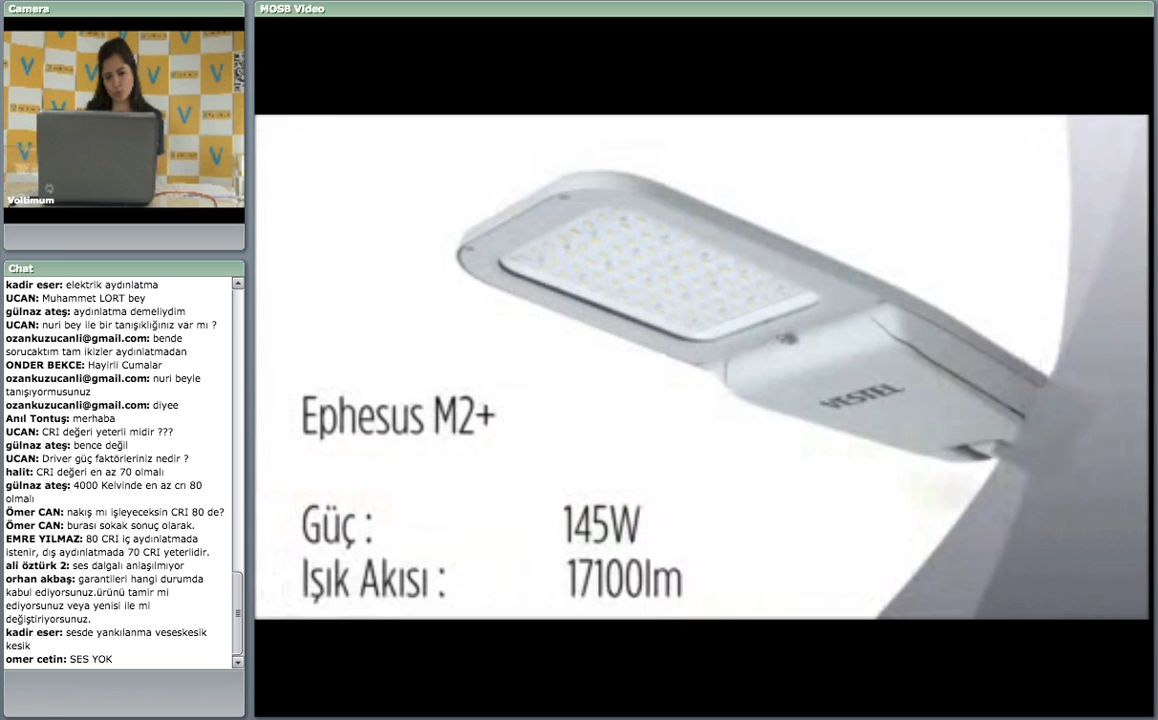 Camera
MOSB Video
Voltimum
Chat
kadir eser: elektrik aydınlatma
UCAN: Muhammet LORT bey
gülnaz ateş: aydınlatma demeliydim
UCAN: nuri bey ile bir tanışıklığınız var mı ?
ozankuzucanli@gmail.com: bende
sorucaktım tam ikizler aydınlatmadan
ONDER BEKCE: Hayirli Cumalar
ozankuzucanli@gmail.com: nuri beyle
tanışıyormusunuz
ozankuzucanli@gmail.com: diyee
Anıl Tontuş: merhaba
UCAN: CRI değeri yeterli midir ???
gülnaz ateş: bence değil
UCAN: Driver güç faktörleriniz nedir ?
halit: CRI değeri en az 70 olmalı
gülnaz ateş: 4000 Kelvinde en az crı 80
olmalı
Ömer CAN: nakış mı işleyeceksin CRI 80 de?
Ömer CAN: burası sokak sonuç olarak.
EMRE YILMAZ: 80 CRI iç aydınlatmada
istenir, dış aydınlatmada 70 CRI yeterlidir.
ali öztürk 2: ses dalgalı anlaşılmıyor
orhan akbaş: garantileri hangi durumda
kabul ediyorsunuz.ürünü tamir mi
ediyorsunuz veya yenisi ile mi
değiştiriyorsunuz.
kadir eser: sesde yankılanma veseskesik
kesik
omer cetin: SES YOK
VESTEL
Ephesus M2+
Güç : 145W
Işık Akısı : 17100lm